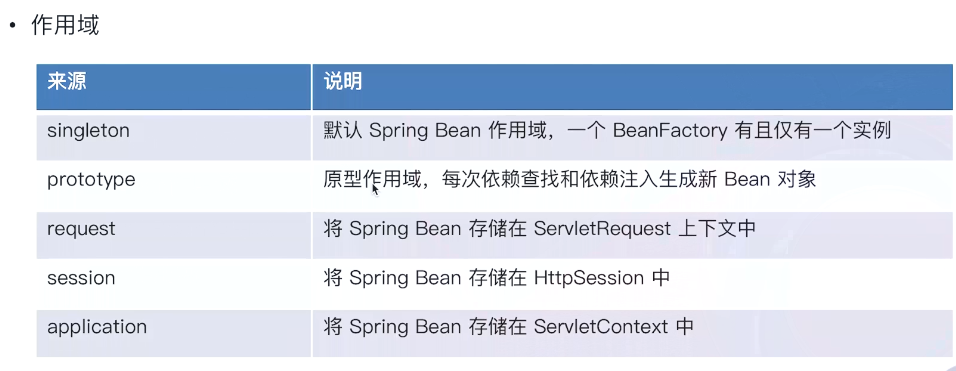 • 作用域
来源 说明
singleton 默认 Spring Bean 作用域，一个 BeanFactory 有且仅有一个实例
prototype 原型作用域，每次依赖查找和依赖注入生成新 Bean 对象
request 将 Spring Bean 存储在 ServletRequest 上下文中
session 将 Spring Bean 存储在 HttpSession 中
application 将 Spring Bean 存储在 ServletContext 中